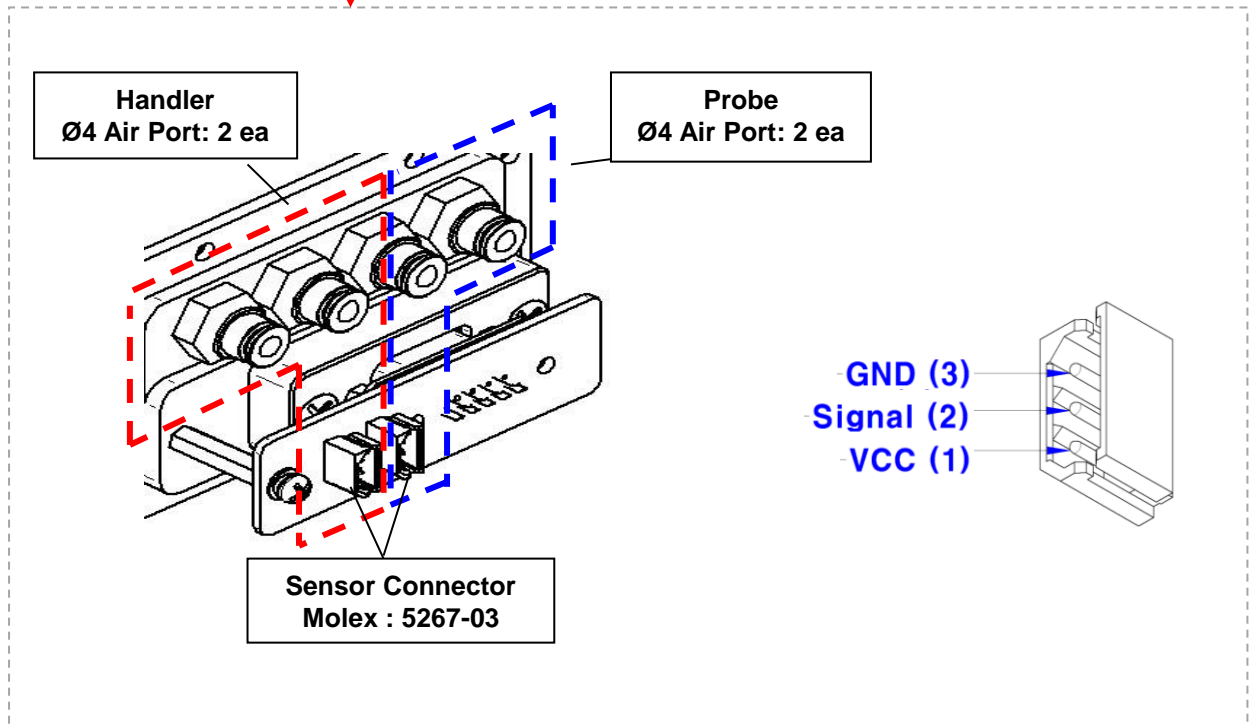 Handler
Ø4 Air Port: 2 ea
Probe
Ø4 Air Port: 2 ea
GND (3)
Signal (2)
VCC (1)
Sensor Connector
Molex : 5267-03